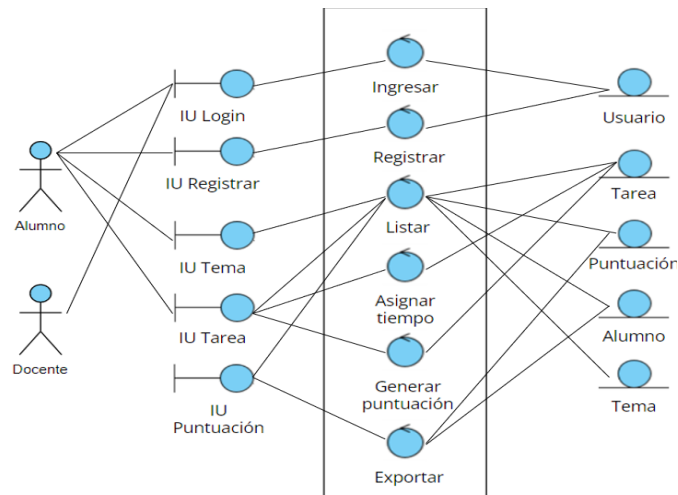 Alumno
Docente
IU Login
IU Registrar
IU Tema
IU Tarea
IU
Puntuación
Ingresar
Registrar
Listar
Asignar
tiempo
Generar
puntuación
Exportar
Usuario
Tarea
Puntuación
Alumno
Tema